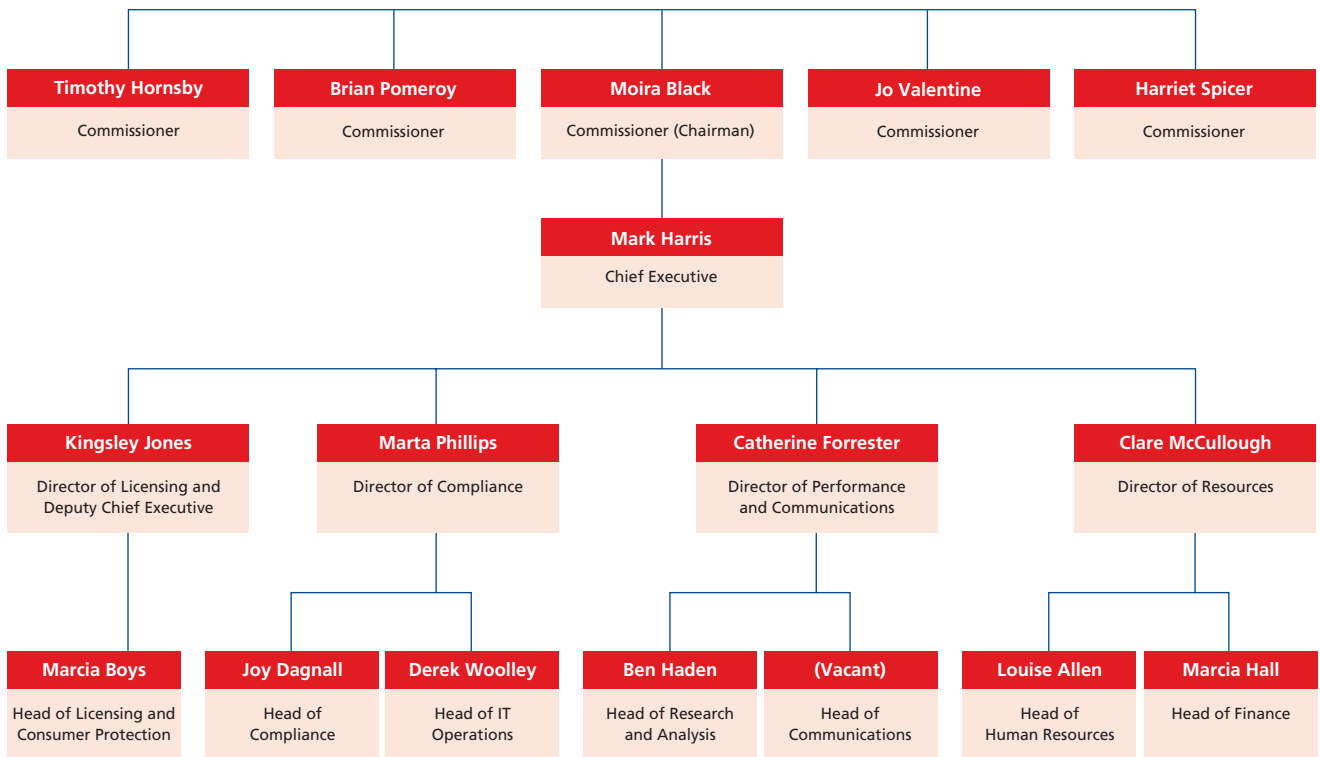 Timothy Hornsby
Commissioner
Brian Pomeroy
Commissioner
Moira Black
Commissioner (Chairman)
Jo Valentine
Commissioner
Harriet Spicer
Commissioner
Mark Harris
Chief Executive
Kingsley Jones
Director of Licensing and
Deputy Chief Executive
Marta Phillips
Director of Compliance
Catherine Forrester
Director of Performance
and Communications
Clare McCullough
Director of Resources
Marcia Boys
Head of Licensing and
Consumer Protection
Joy Dagnall
Head of
Compliance
Derek Woolley
Head of IT
Operations
Ben Haden
Head of Research
and Analysis
(Vacant)
Head of
Communications
Louise Allen
Head of
Human Resources
Marcia Hall
Head of Finance